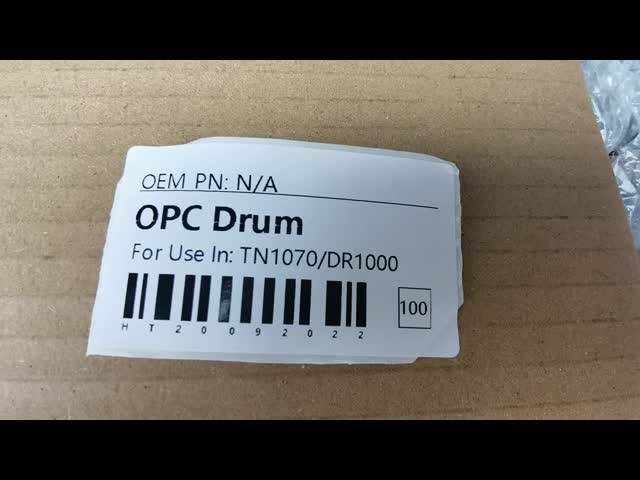 OEM PN: N/A
OPC Drum
For Use In: TN1070/DR1000
100
HT20092022